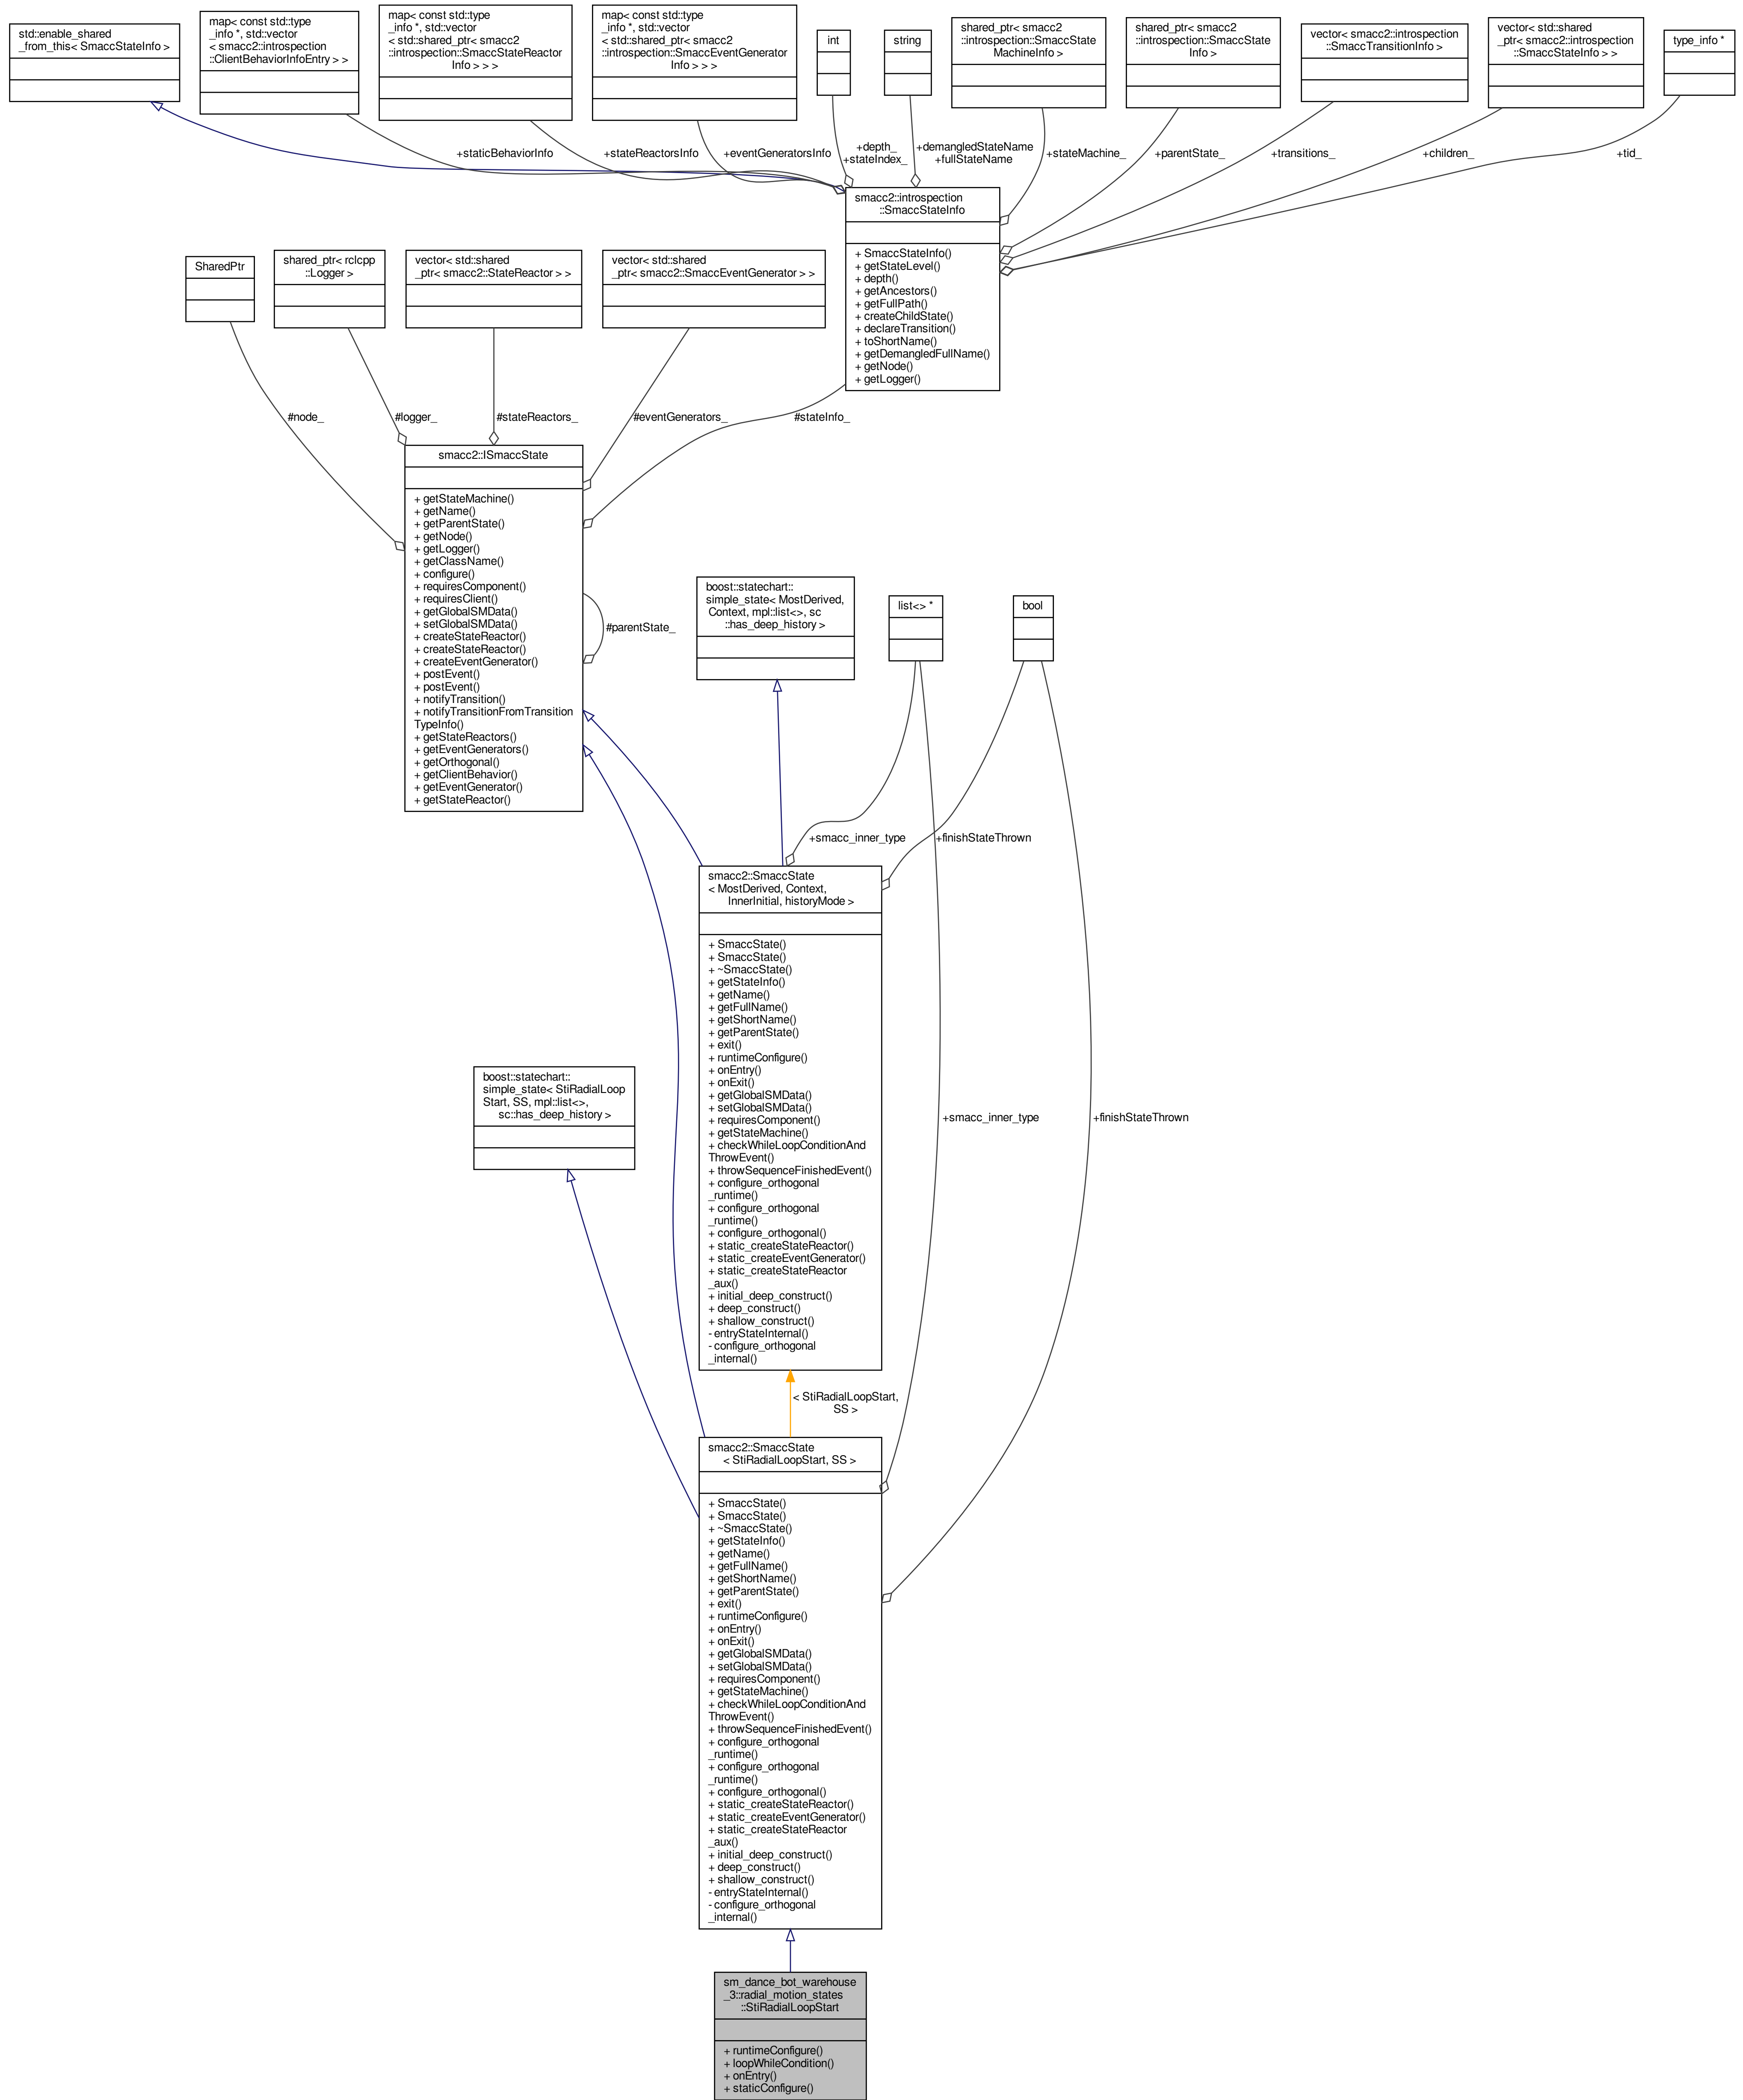 std::enable_shared
_from_this< SmaccStateInfo >
map< const std::type
_info *, std::vector
< smacc2::introspection
::ClientBehaviorInfoEntry > >
map< const std::type
_info *, std::vector
< std::shared_ptr< smacc2
::introspection::SmaccStateReactor
Info > > >
map< const std::type
_info *, std::vector
< std::shared_ptr< smacc2
::introspection::SmaccEventGenerator
Info > > >
int
string
shared_ptr< smacc2
::introspection::SmaccState
MachineInfo >
shared_ptr< smacc2
::introspection::SmaccState
Info >
vector< smacc2::introspection
::SmaccTransitionInfo >
vector< std::shared
_ptr< smacc2::introspection
::SmaccStateInfo > >
type_info *
+staticBehaviorInfo
+stateReactorsInfo
+eventGeneratorsInfo
+depth_
+stateIndex_
+demangledStateName
+fullStateName
+stateMachine_
+parentState_
+transitions_
+children_
+tid_
smacc2::introspection
::SmaccStateInfo
+ SmaccStateInfo()
+ getStateLevel()
+ depth()
+ getAncestors()
+ getFullPath()
+ createChildState()
+ declareTransition()
+ toShortName()
+ getDemangledFullName()
+ getNode()
+ getLogger()
SharedPtr
shared_ptr< rclcpp
::Logger >
vector< std::shared
_ptr< smacc2::StateReactor > >
vector< std::shared
_ptr< smacc2::SmaccEventGenerator > >
#node_
#logger_
#stateReactors_
#eventGenerators_
#stateInfo_
smacc2::ISmaccState
+ getStateMachine()
+ getName()
+ getParentState()
+ getNode()
+ getLogger()
+ getClassName()
+ configure()
+ requiresComponent()
+ requiresClient()
+ getGlobalSMData()
+ setGlobalSMData()
+ createStateReactor()
+ createStateReactor()
+ createEventGenerator()
+ postEvent()
+ postEvent()
+ notifyTransition()
+ notifyTransitionFromTransition
TypeInfo()
+ getStateReactors()
+ getEventGenerators()
+ getOrthogonal()
+ getClientBehavior()
+ getEventGenerator()
+ getStateReactor()
#parentState_
boost::statechart::
simple_state< MostDerived,
Context, mpl::list<>, sc
::has_deep_history >
list<> *
bool
+smacc_inner_type
+finishStateThrown
smacc2::SmaccState
< MostDerived, Context,
InnerInitial, historyMode >
+ SmaccState()
+ SmaccState()
+ ~SmaccState()
+ getStateInfo()
+ getName()
+ getFullName()
+ getShortName()
+ getParentState()
+ exit()
+ runtimeConfigure()
+ onEntry()
+ onExit()
+ getGlobalSMData()
+ setGlobalSMData()
+ requiresComponent()
+ getStateMachine()
+ checkWhileLoopConditionAnd
ThrowEvent()
+ throwSequenceFinishedEvent()
+ configure_orthogonal
_runtime()
+ configure_orthogonal
_runtime()
+ configure_orthogonal()
+ static_createStateReactor()
+ static_createEventGenerator()
+ static_createStateReactor
_aux()
+ initial_deep_construct()
+ deep_construct()
+ shallow_construct()
- entryStateInternal()
- configure_orthogonal
_internal()
boost::statechart::
simple_state< StiRadialLoop
Start, SS, mpl::list<>,
sc::has_deep_history >
+smacc_inner_type
+finishStateThrown
< StiRadialLoopStart,
SS >
smacc2::SmaccState
< StiRadialLoopStart, SS >
+ SmaccState()
+ SmaccState()
+ ~SmaccState()
+ getStateInfo()
+ getName()
+ getFullName()
+ getShortName()
+ getParentState()
+ exit()
+ runtimeConfigure()
+ onEntry()
+ onExit()
+ getGlobalSMData()
+ setGlobalSMData()
+ requiresComponent()
+ getStateMachine()
+ checkWhileLoopConditionAnd
ThrowEvent()
+ throwSequenceFinishedEvent()
+ configure_orthogonal
_runtime()
+ configure_orthogonal
_runtime()
+ configure_orthogonal()
+ static_createStateReactor()
+ static_createEventGenerator()
+ static_createStateReactor
_aux()
+ initial_deep_construct()
+ deep_construct()
+ shallow_construct()
- entryStateInternal()
- configure_orthogonal
_internal()
sm_dance_bot_warehouse
_3::radial_motion_states
::StiRadialLoopStart
+ runtimeConfigure()
+ loopWhileCondition()
+ onEntry()
+ staticConfigure()